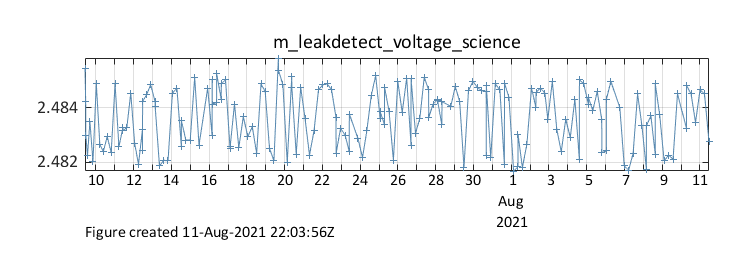 m_leakdetect_voltage_science
2.484
2.482
10 12 14 16 18 20 22 24 26 28 30 1 3 5 7 9 11
Aug
2021
Figure created 11-Aug-2021 22:03:56Z